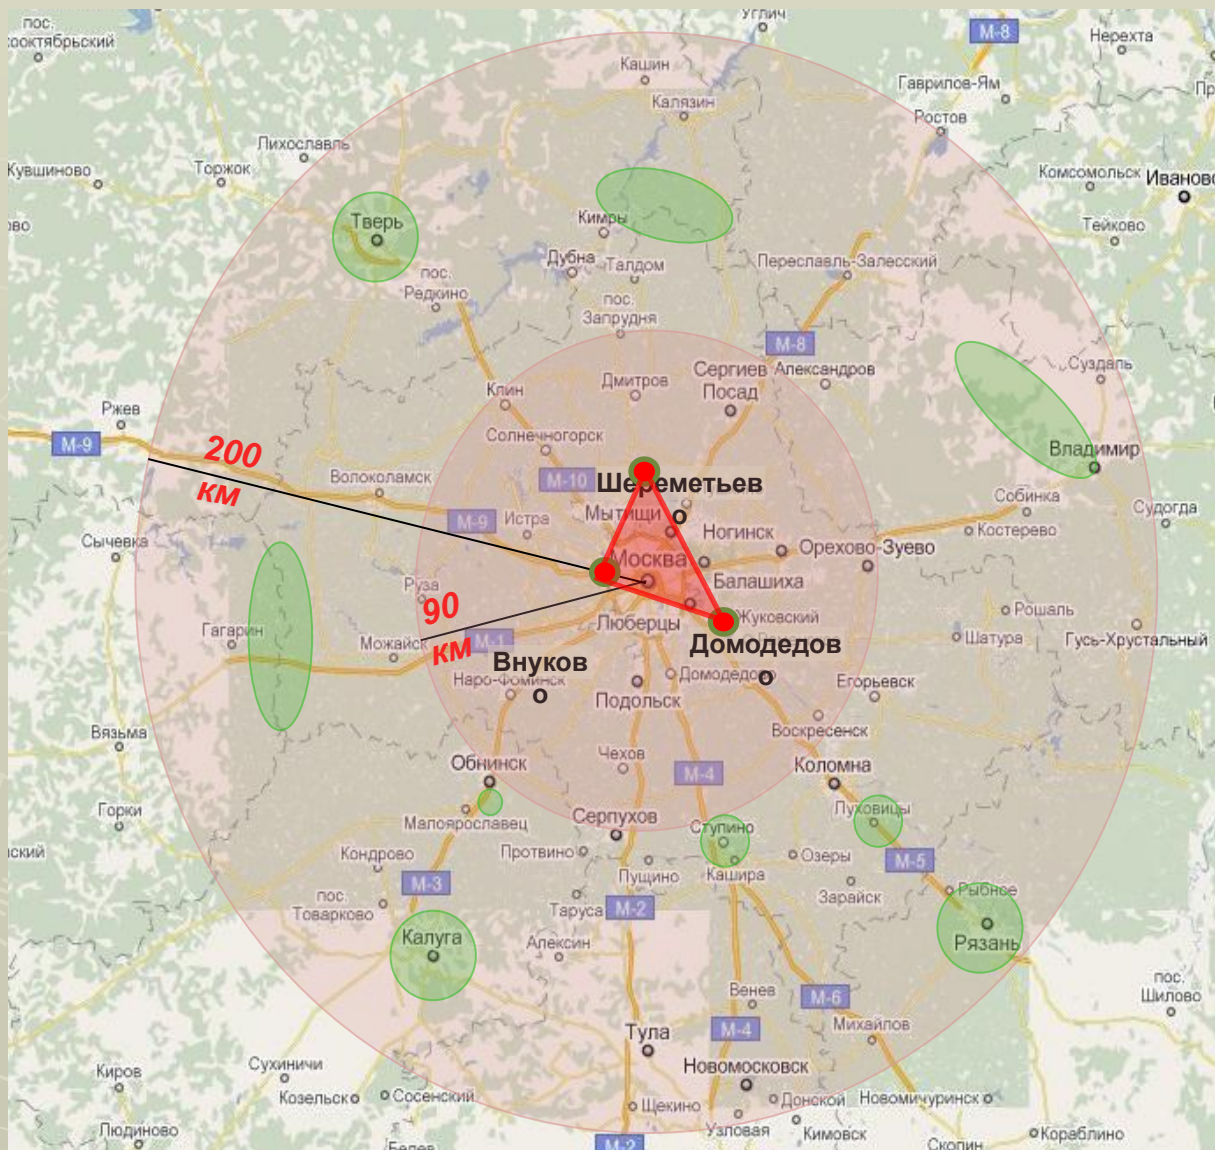 пос.
Углич
М-8
Нерехта
Кашин
Гаврилов-Ям
Калязин
Ростов
Лихославль
Кувшиново
Торжок
Комсомольск
Иваново
Тверь
Кимры
Тейково
Дубна
Талдом
Переславль-Залесский
пос.
Редкино
пос.
Запрудня
М-8
Суздаль
Дмитров
Сергиев
Посад
Александров
Клин
Ржев
М-9
200
км
Солнечногорск
Владимир
Волоколамск
М-10
Шереметьев
о
Собинка
М-9
Истра
Мытищи
Ногинск
Костерево
Судогда
Сычевка
Москва
Орехово-Зуево
Руза
Балашиха
90
км
Люберцы
Жуковский
Рошаль
Гагарин
Можайск
М-1
Шатура
Гусь-Хрустальный
Домодедов
о
Внуков
о
Наро-Фоминск
Домодедово
Егорьевск
Подольск
Вязьма
Воскресенск
Чехов
Обнинск
М-4
Коломна
Горки
Малоярославец
Серпухов
Ступино
Луховицы
Кондрово
Протвино
Озеры
М-5
М-3
Пущино
Кашира
пос.
Товарково
Таруса
М-2
Зарайск
Рыбное
Калуга
Алексин
Рязань
пос.
Шилово
Венев
М-6
Тула
М-4
Михайлов
Киров
Сухиничи
Новомосковск
Козельск
Сосенский
Щекино
Донской
Новомичуринск
Людиново
М-2
Узловая
Кимовск
Скопин
Кораблино